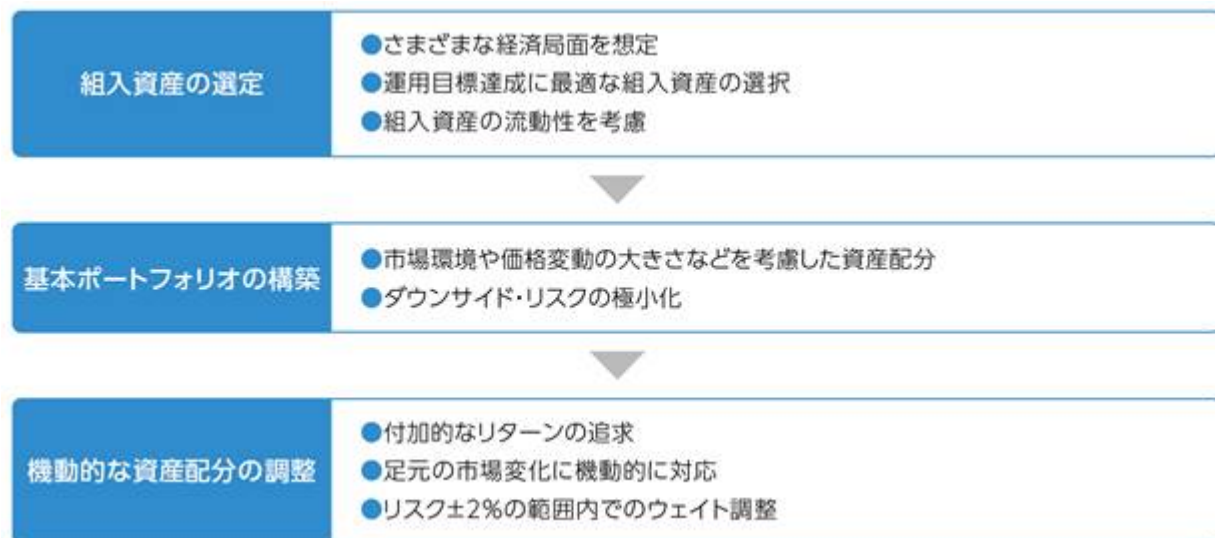 組入資産の選定
●さまざまな経済局面を想定
●運用目標達成に最適な組入資産の選択
●組入資産の流動性を考慮
基本ポートフォリオの構築
●市場環境や価格変動の大きさなどを考慮した資産配分
●ダウンサイド・リスクの極小化
機動的な資産配分の調整
●付加的なリターンの追求
●足元の市場変化に機動的に対応
●リスク±2%の範囲内でのウェイト調整